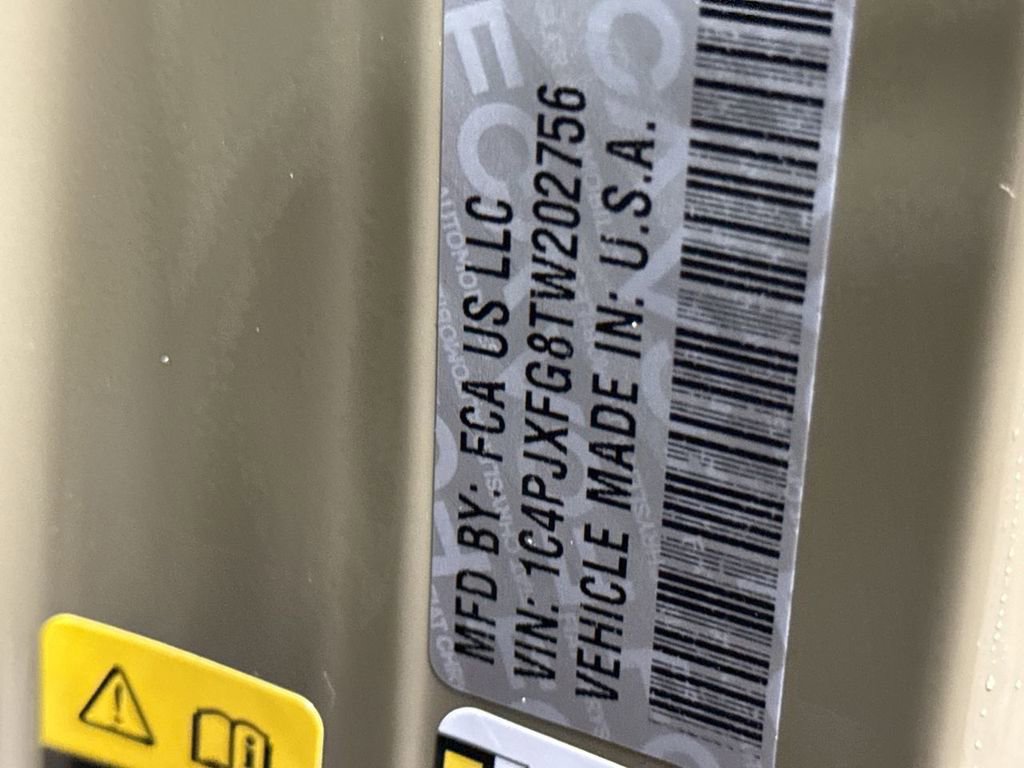 MFD BY: FCA US LLC
VIN: 1C4PJXFG8TW202756
VEHICLE MADE IN: U.S.A.